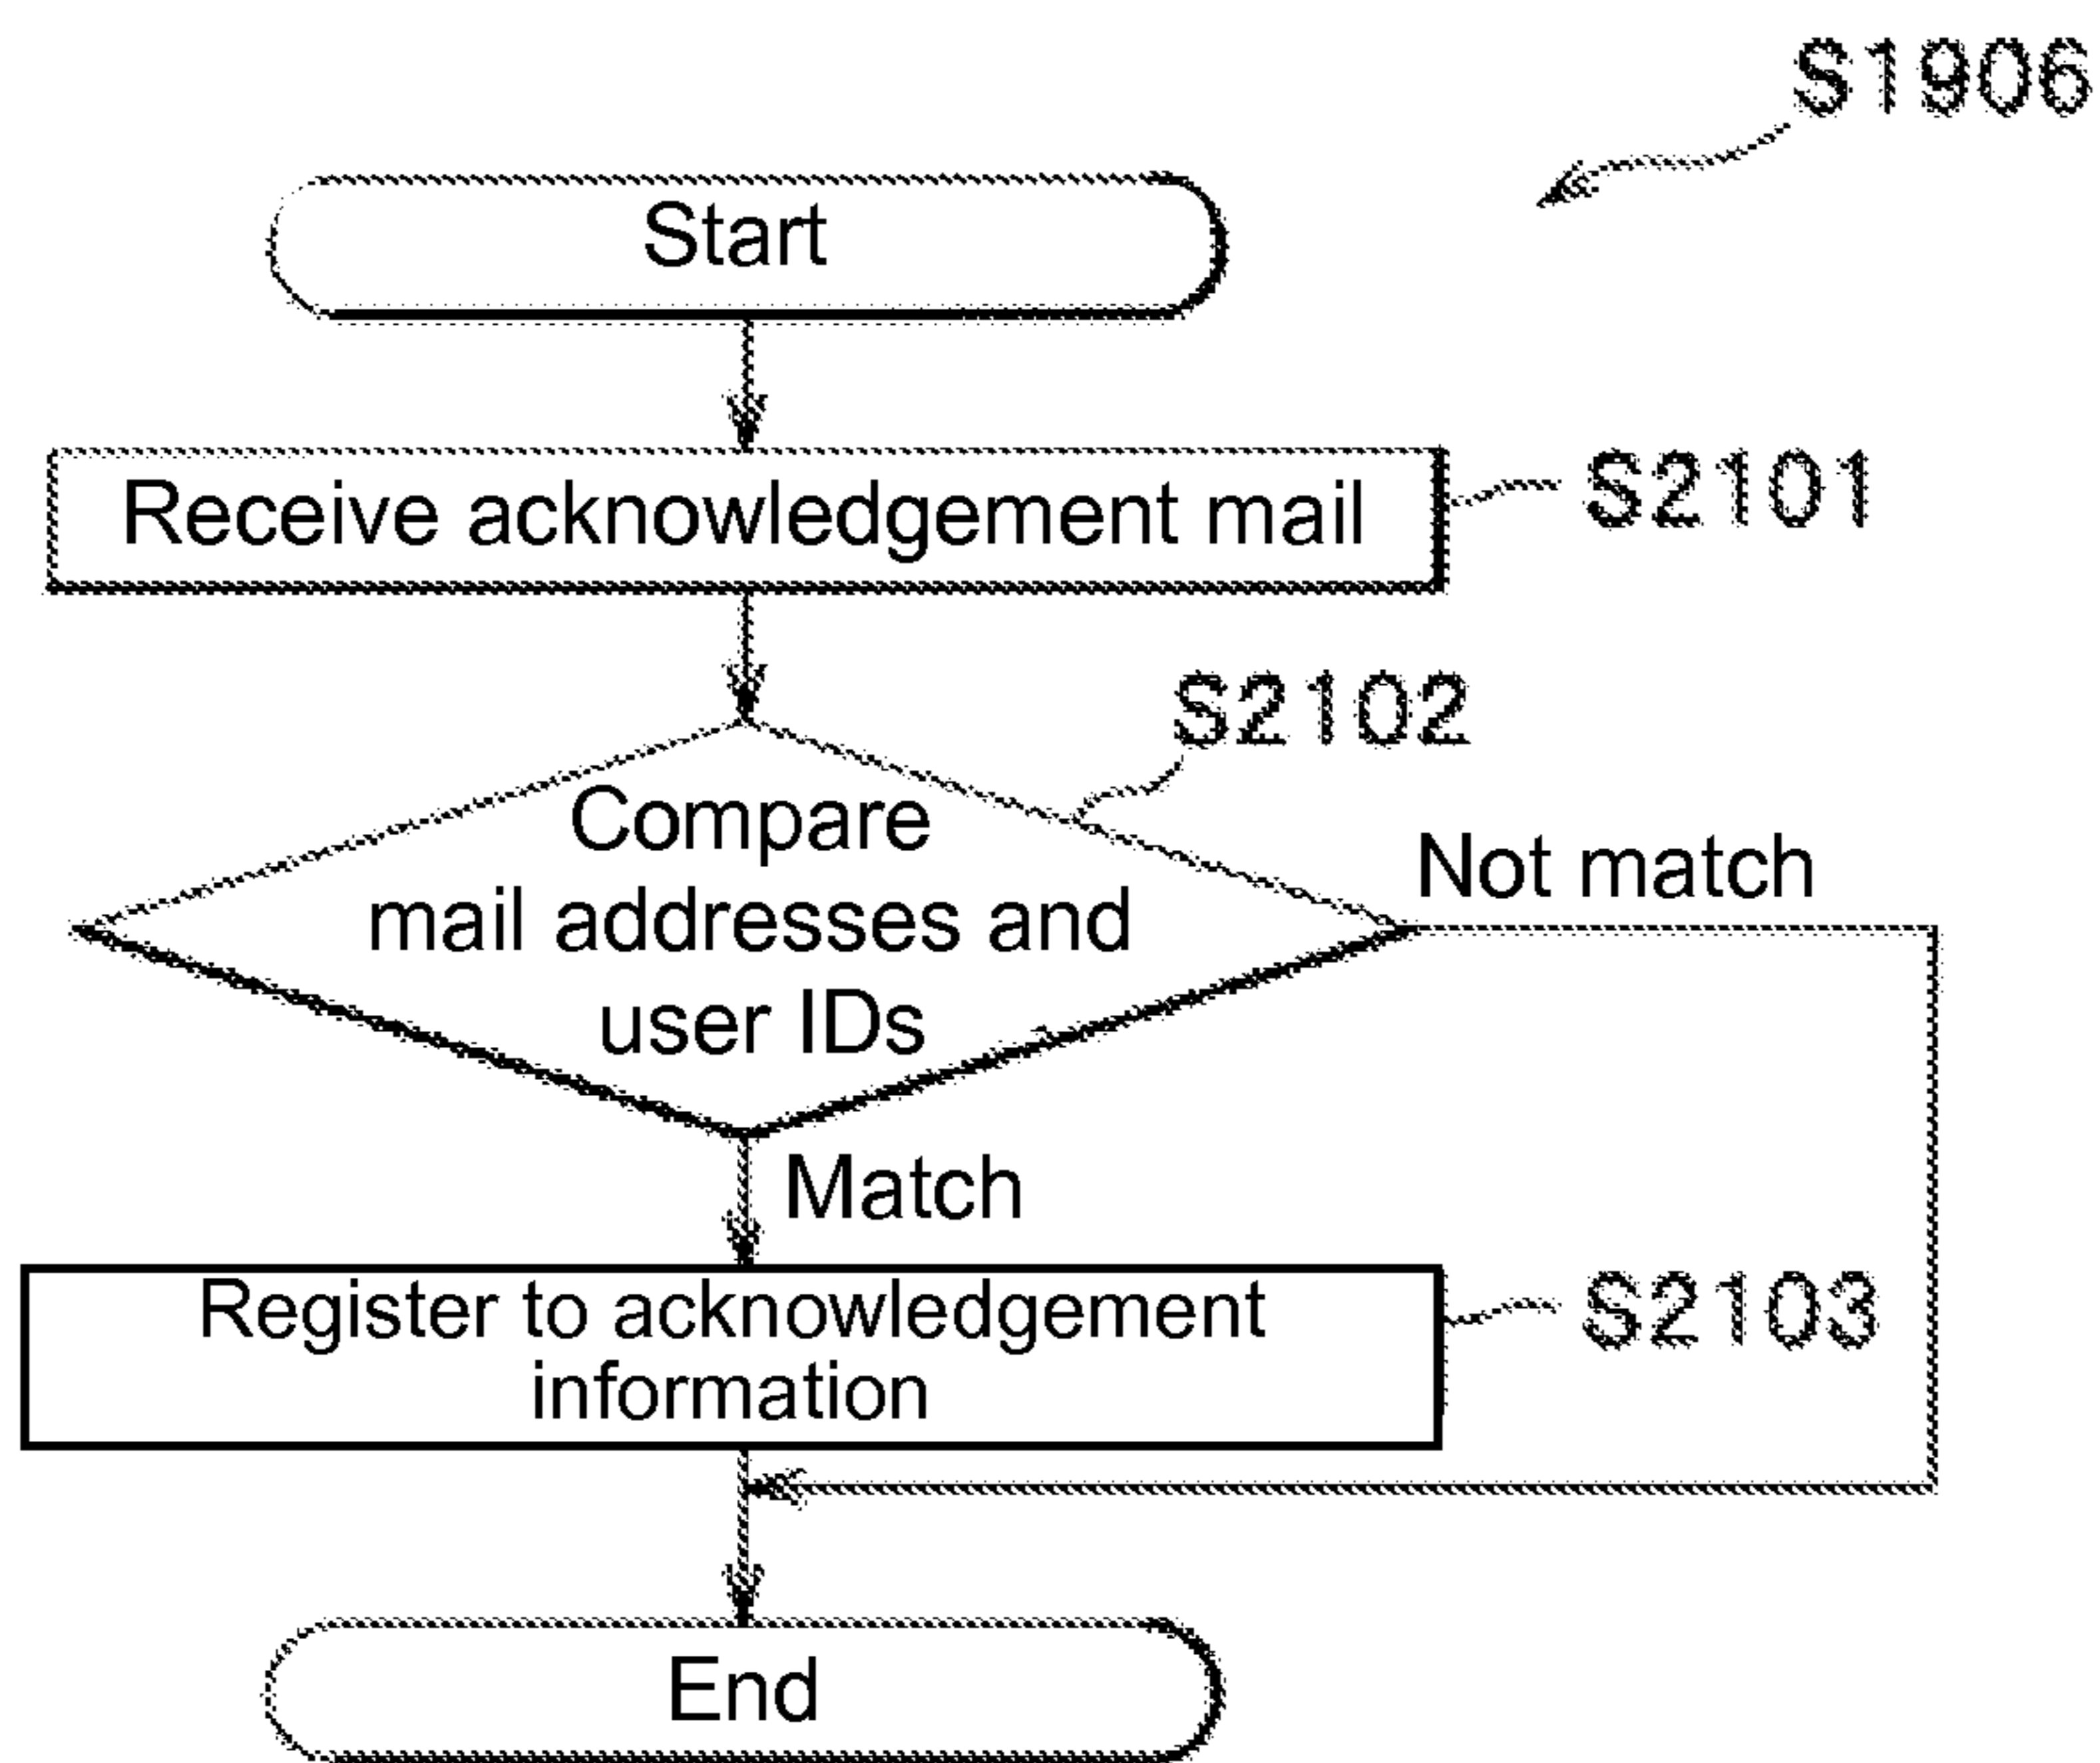 S1906
Start
Receive acknowledgement mail
S2101
S2102
Compare
mail addresses and
user IDs
Not match
Match
Register to acknowledgement
information
S2103
End